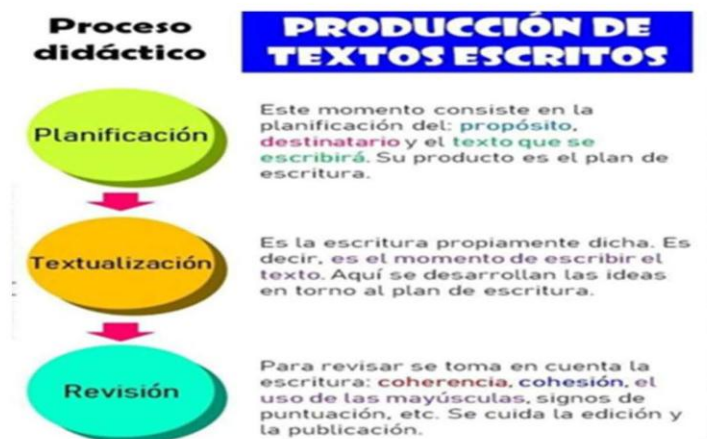 Proceso
didáctico
PRODUCCIÓN DE
TEXTOS ESCRITOS
Planificación
Este momento consiste en la
planificación del: propósito,
destinatario y el texto que se
escribirá. Su producto es el plan de
escritura.
Textualización
Es la escritura propiamente dicha. Es
decir, es el momento de escribir el
texto. Aquí se desarrollan las ideas
en torno al plan de escritura.
Revisión
Para revisar se toma en cuenta la
escritura: coherencia, cohesión, el
uso de las mayúsculas, signos de
puntuación, etc. Se cuida la edición y
la publicación.